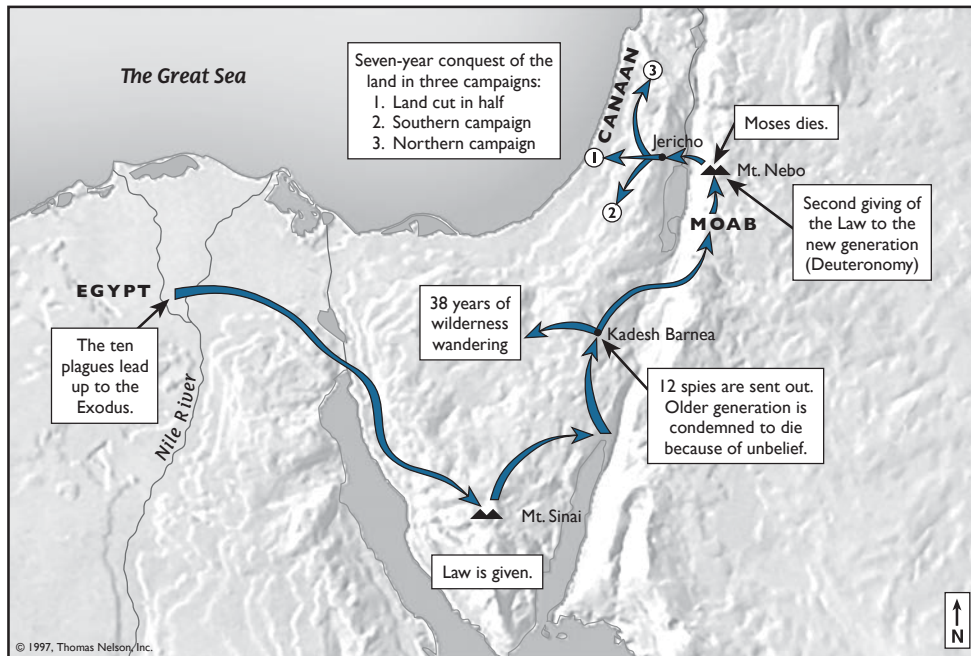 The Great Sea
Seven-year conquest of the
land in three campaigns:
1. Land cut in half
2. Southern campaign
3. Northern campaign
CANAAN
3
1
2
Jericho
Moses dies.
Mt. Nebo
Second giving of
the Law to the
new generation
(Deuteronomy)
MOAB
EGYPT
The ten
plagues lead
up to the
Exodus.
Nile River
38 years of
wilderness
wandering
Kadesh Barnea
12 spies are sent out.
Older generation is
condemned to die
because of unbelief.
Mt. Sinai
Law is given.
N
© 1997, Thomas Nelson, Inc.